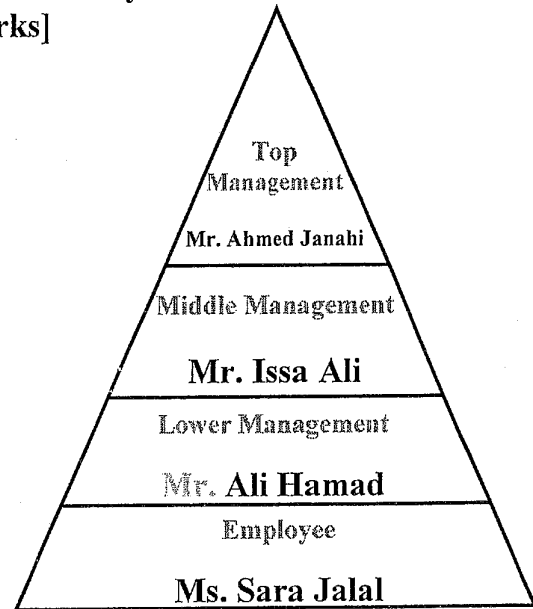 rks]
Top
Management
Mr. Ahmed Janahi
Middle Management
Mr. Issa Ali
Lower Management
Mr. Ali Hamad
Employee
Ms. Sara Jalal